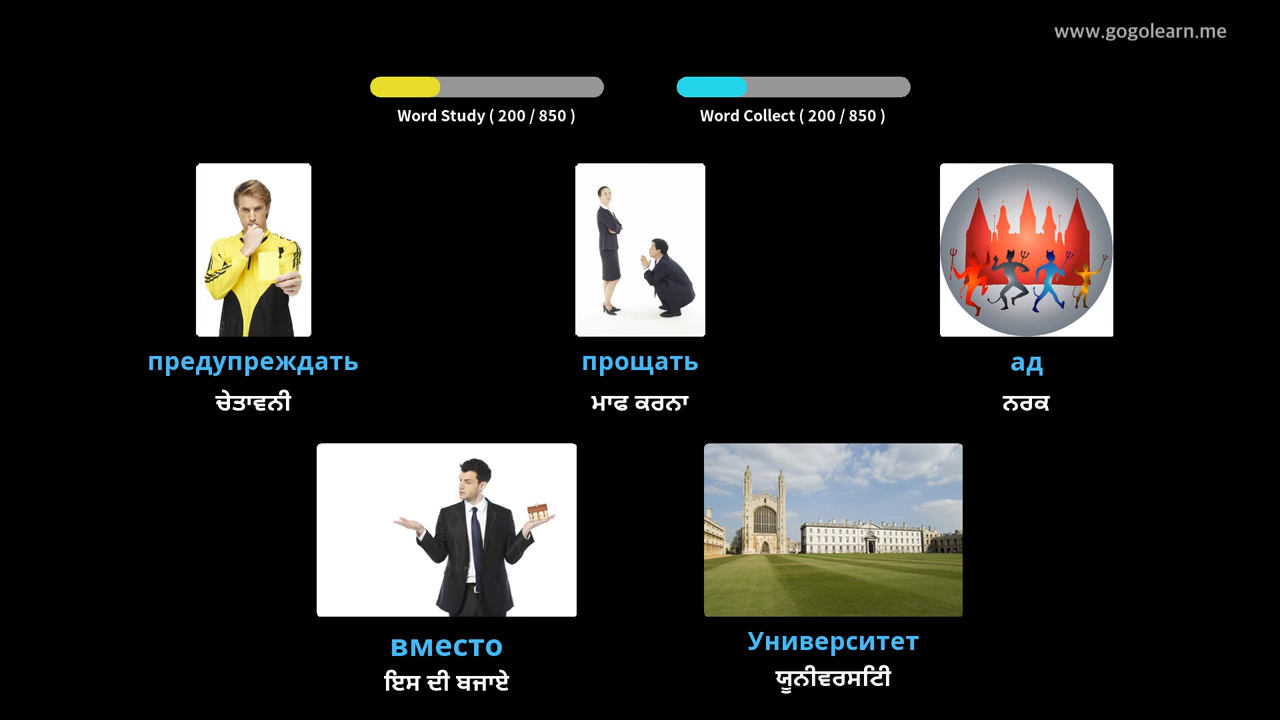 www.gogolearn.me
Word Study ( 200 / 850 )
Word Collect ( 200 / 850 )
предупреждать
ਚੇਤਾਵਨੀ
прощать
ਮਾਫ ਕਰਨਾ
ад
ਨਰਕ
вместо
ਇਸ ਦੀ ਬਜਾਏ
Университет
ਯੂਨੀਵਰਸਿਟੀ